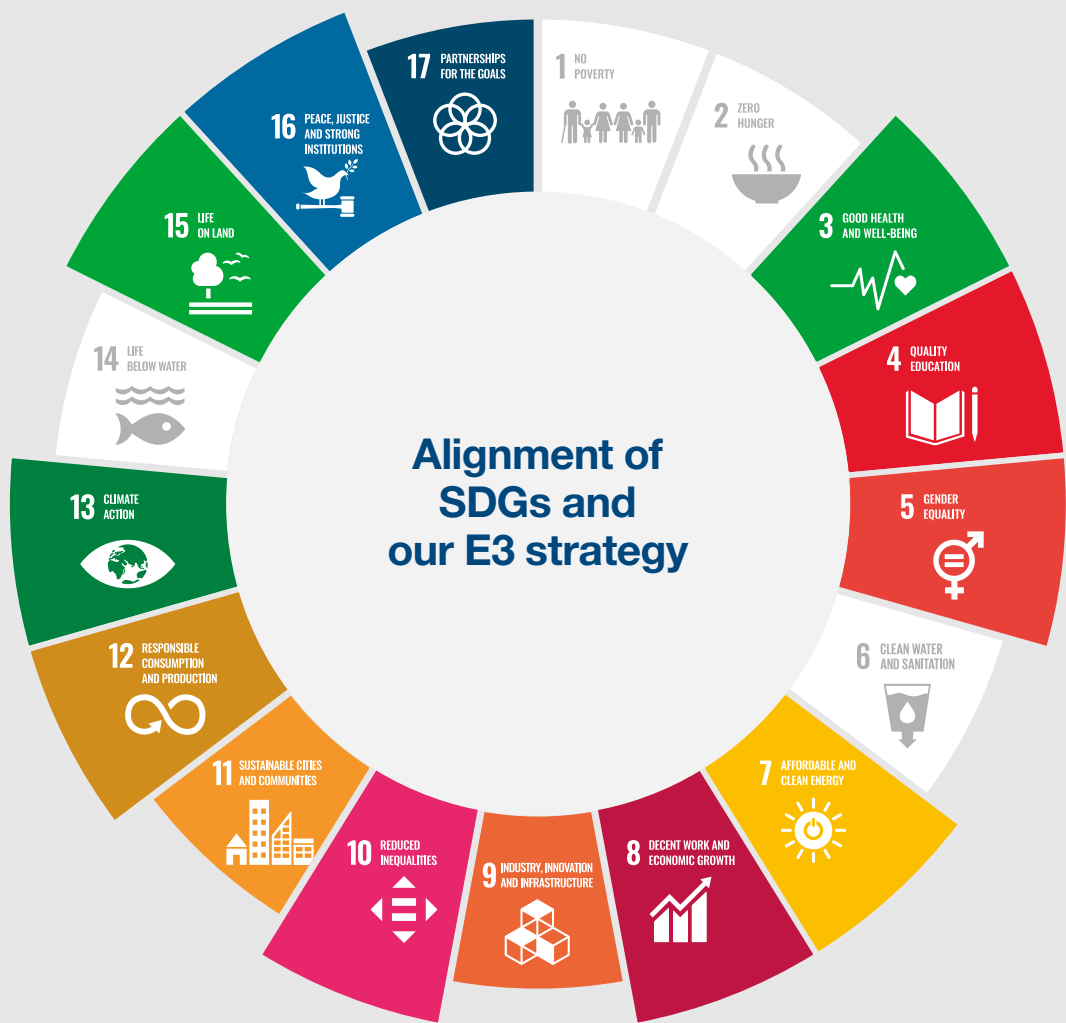 Alignment of
SDGs and
our E3 strategy
1 NO
POVERTY
2 ZERO
HUNGER
3 GOOD HEALTH
AND WELL-BEING
4 QUALITY
EDUCATION
5 GENDER
EQUALITY
6 CLEAN WATER
AND SANITATION
7 AFFORDABLE AND
CLEAN ENERGY
8 DECENT WORK AND
ECONOMIC GROWTH
9 INDUSTRY, INNOVATION
AND INFRASTRUCTURE
10 REDUCED
INEQUALITIES
11 SUSTAINABLE CITIES
AND COMMUNITIES
12 RESPONSIBLE
CONSUMPTION
AND PRODUCTION
13 CLIMATE
ACTION
14 LIFE
BELOW WATER
15 LIFE
ON LAND
16 PEACE, JUSTICE
AND STRONG
INSTITUTIONS
17 PARTNERSHIPS
FOR THE GOALS